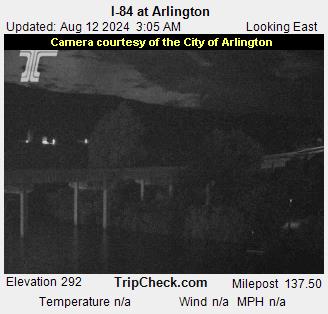 I-84 at Arlington
Updated: Aug 12 2024 3:05 AM Looking East
Camera courtesy of the City of Arlington
Elevation 292 TripCheck.com Milepost 137.50
Temperature n/a Wind n/a MPH n/a